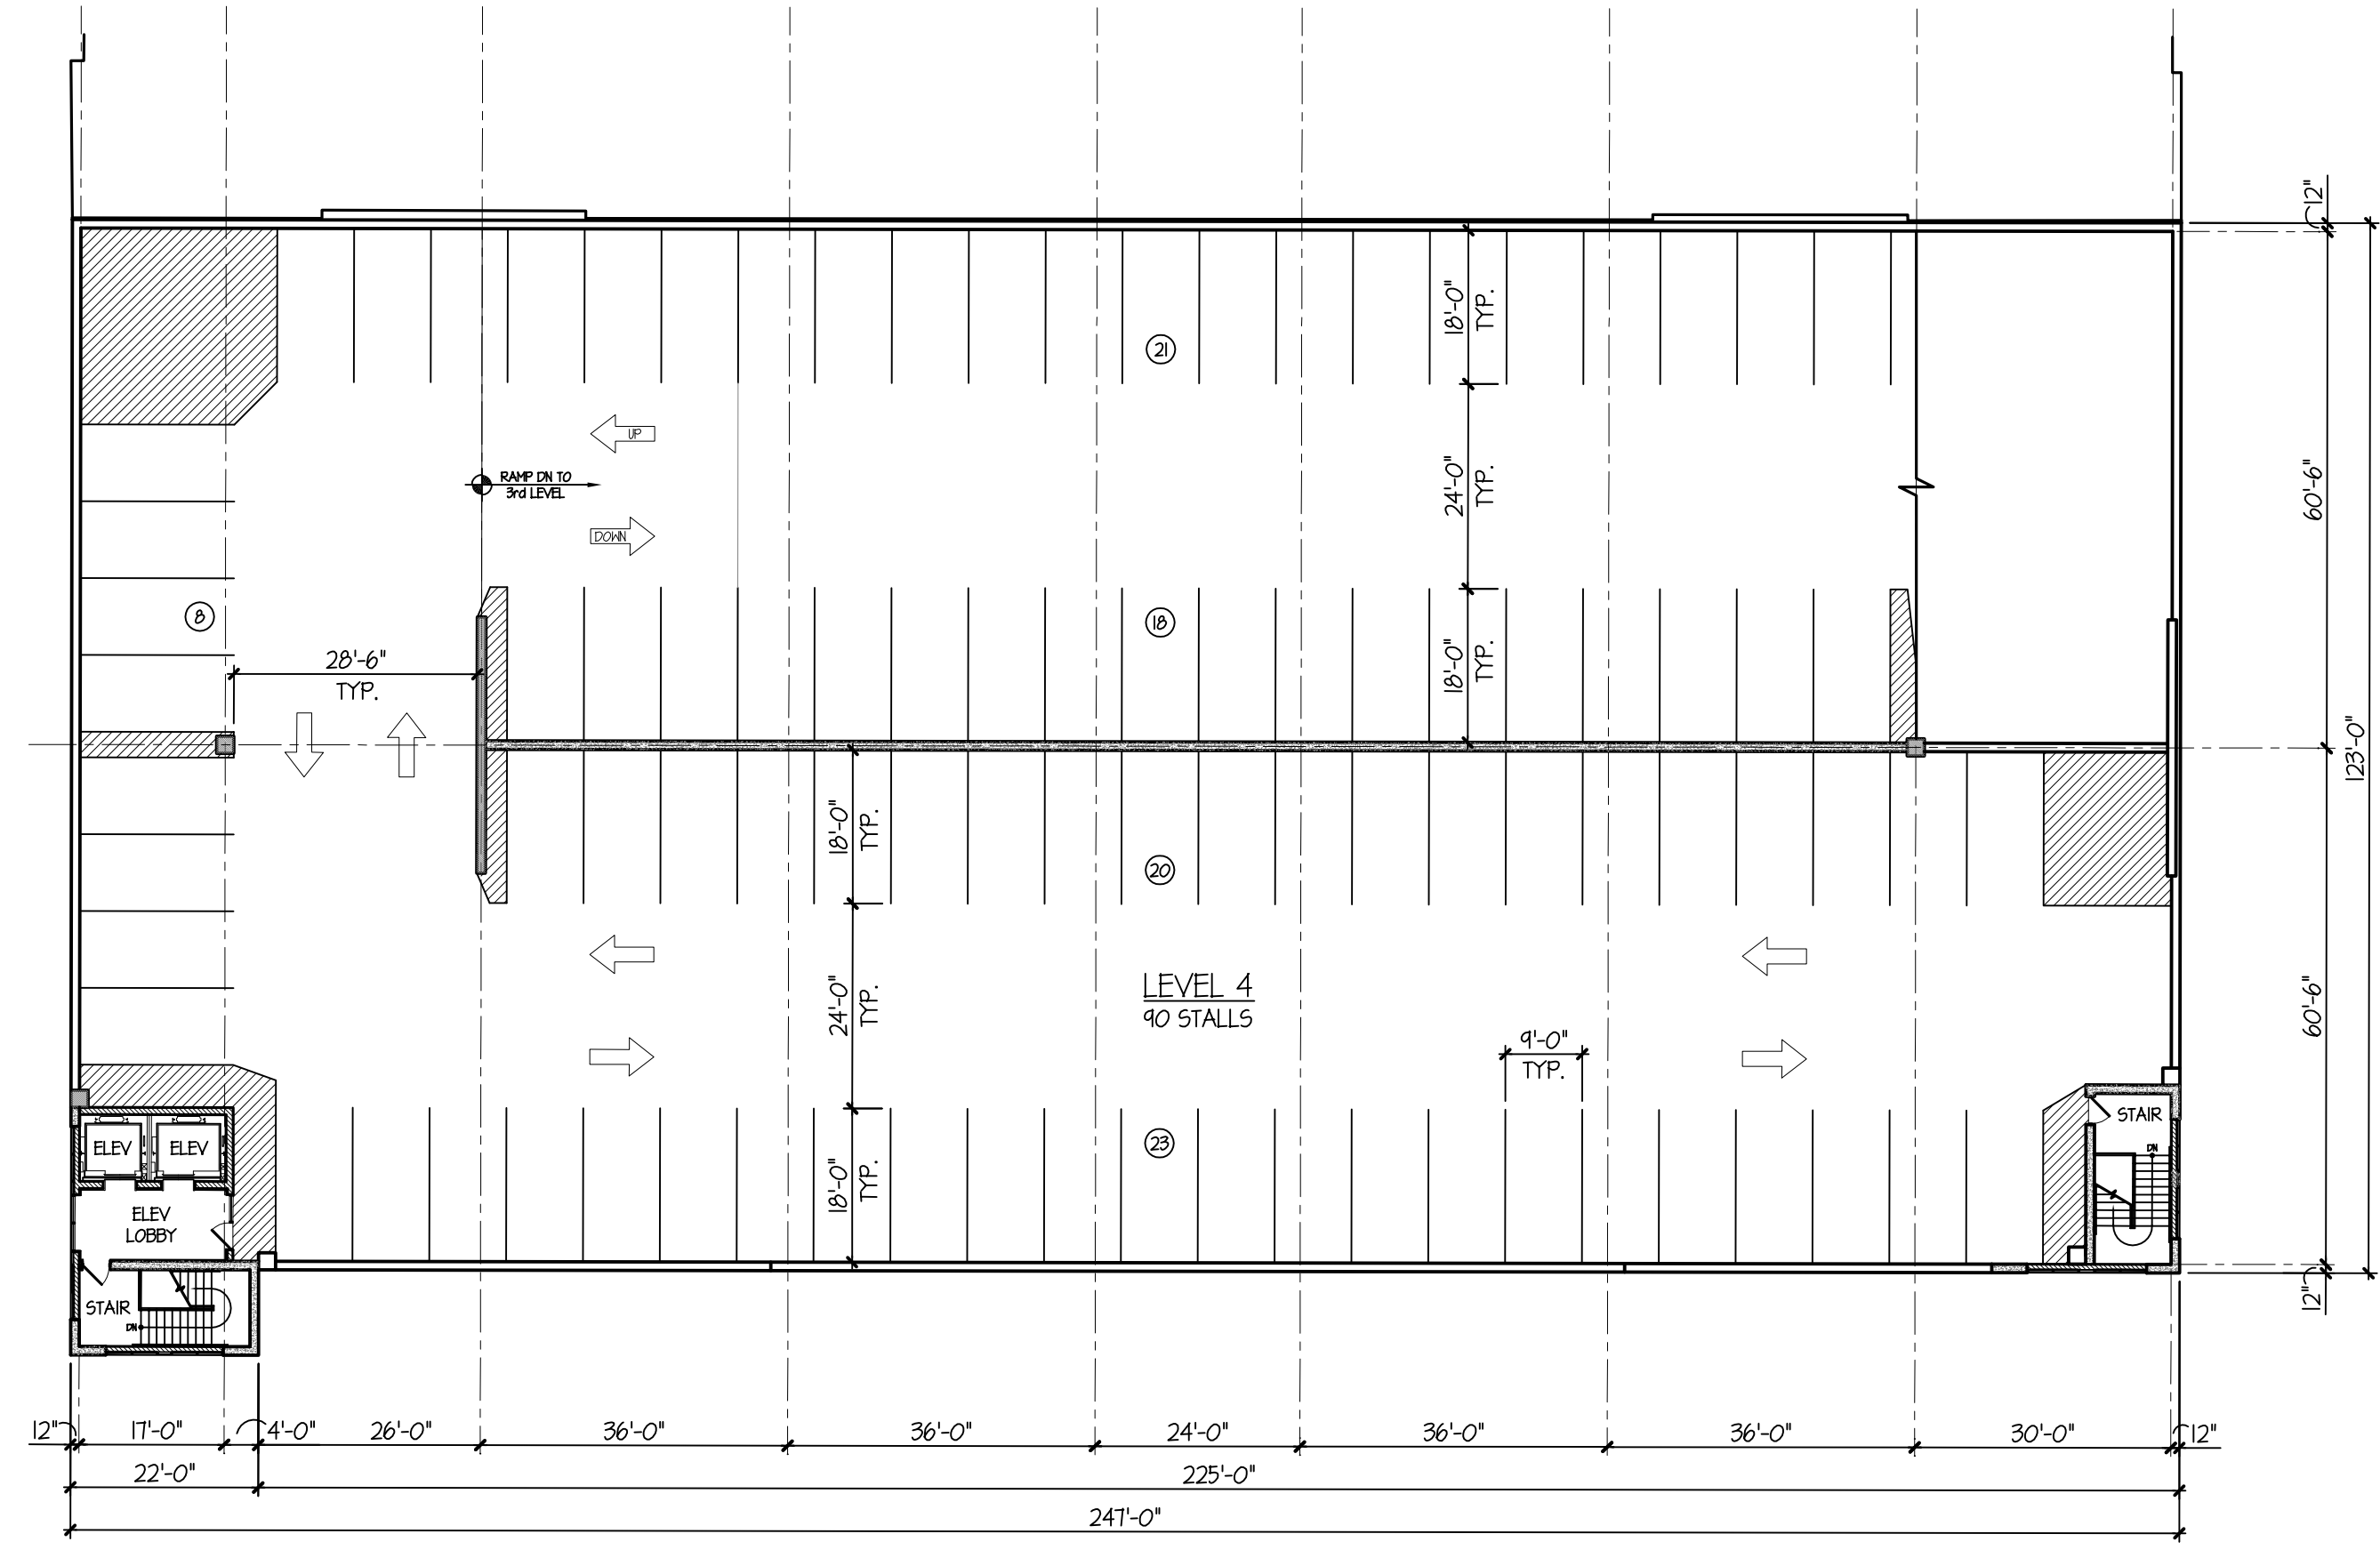 12"
21
18'-0"
TYP.
UP
RAMP DN TO
3rd LEVEL
24'-0"
TYP.
60'-6"
DOWN
8
18
28'-6"
TYP.
18'-0"
TYP.
123'-0"
18'-0"
TYP.
20
LEVEL 4
90 STALLS
24'-0"
TYP.
60'-6"
9'-0"
TYP.
ELEV
ELEV
23
STAIR
DN
18'-0"
TYP.
ELEV
LOBBY
STAIR
DN
12"
12"
17'-0"
4'-0"
26'-0"
36'-0"
36'-0"
24'-0"
36'-0"
36'-0"
30'-0"
12"
22'-0"
225'-0"
247'-0"